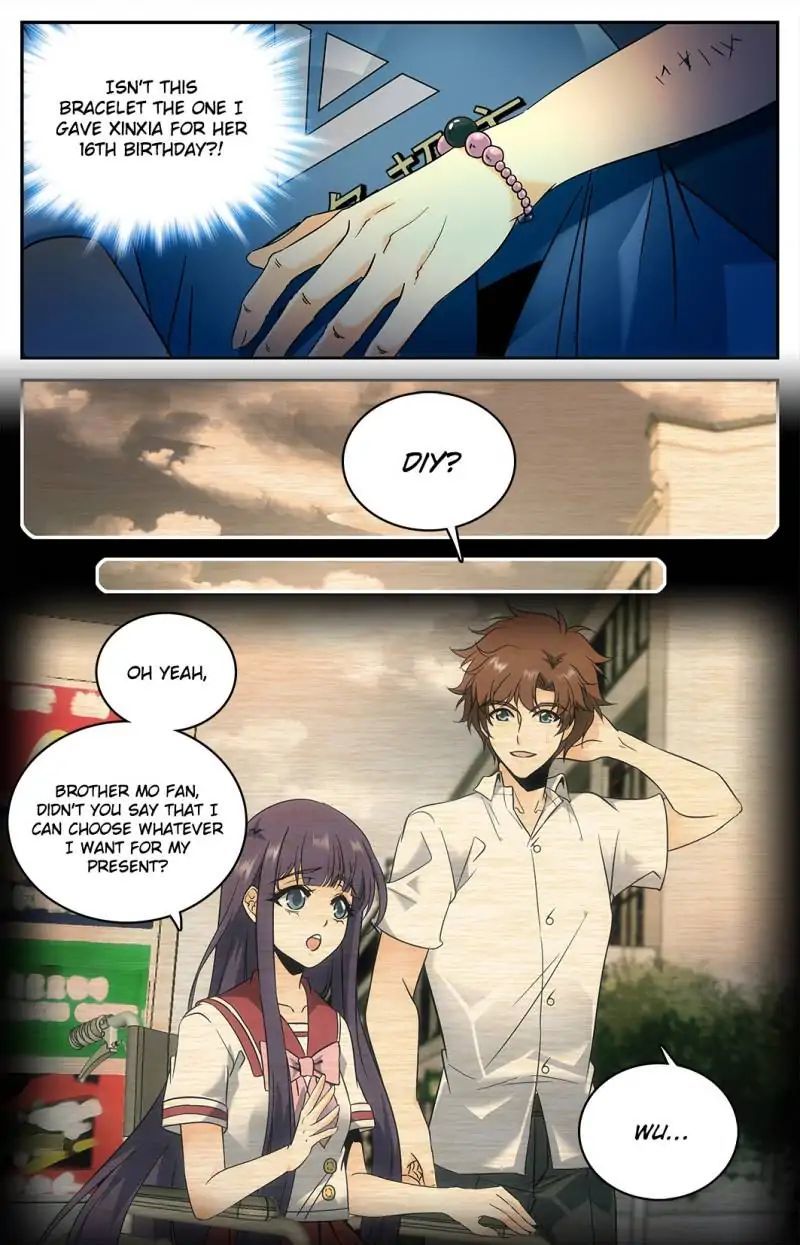 ISN'T THIS
BRACELET THE ONE I
GAVE XINXIA FOR HER
16TH BIRTHDAY?!
DIY?
OH YEAH,
BROTHER MO FAN,
DIDN'T YOU SAY THAT I
CAN CHOOSE WHATEVER
I WANT FOR MY
PRESENT?
WU...